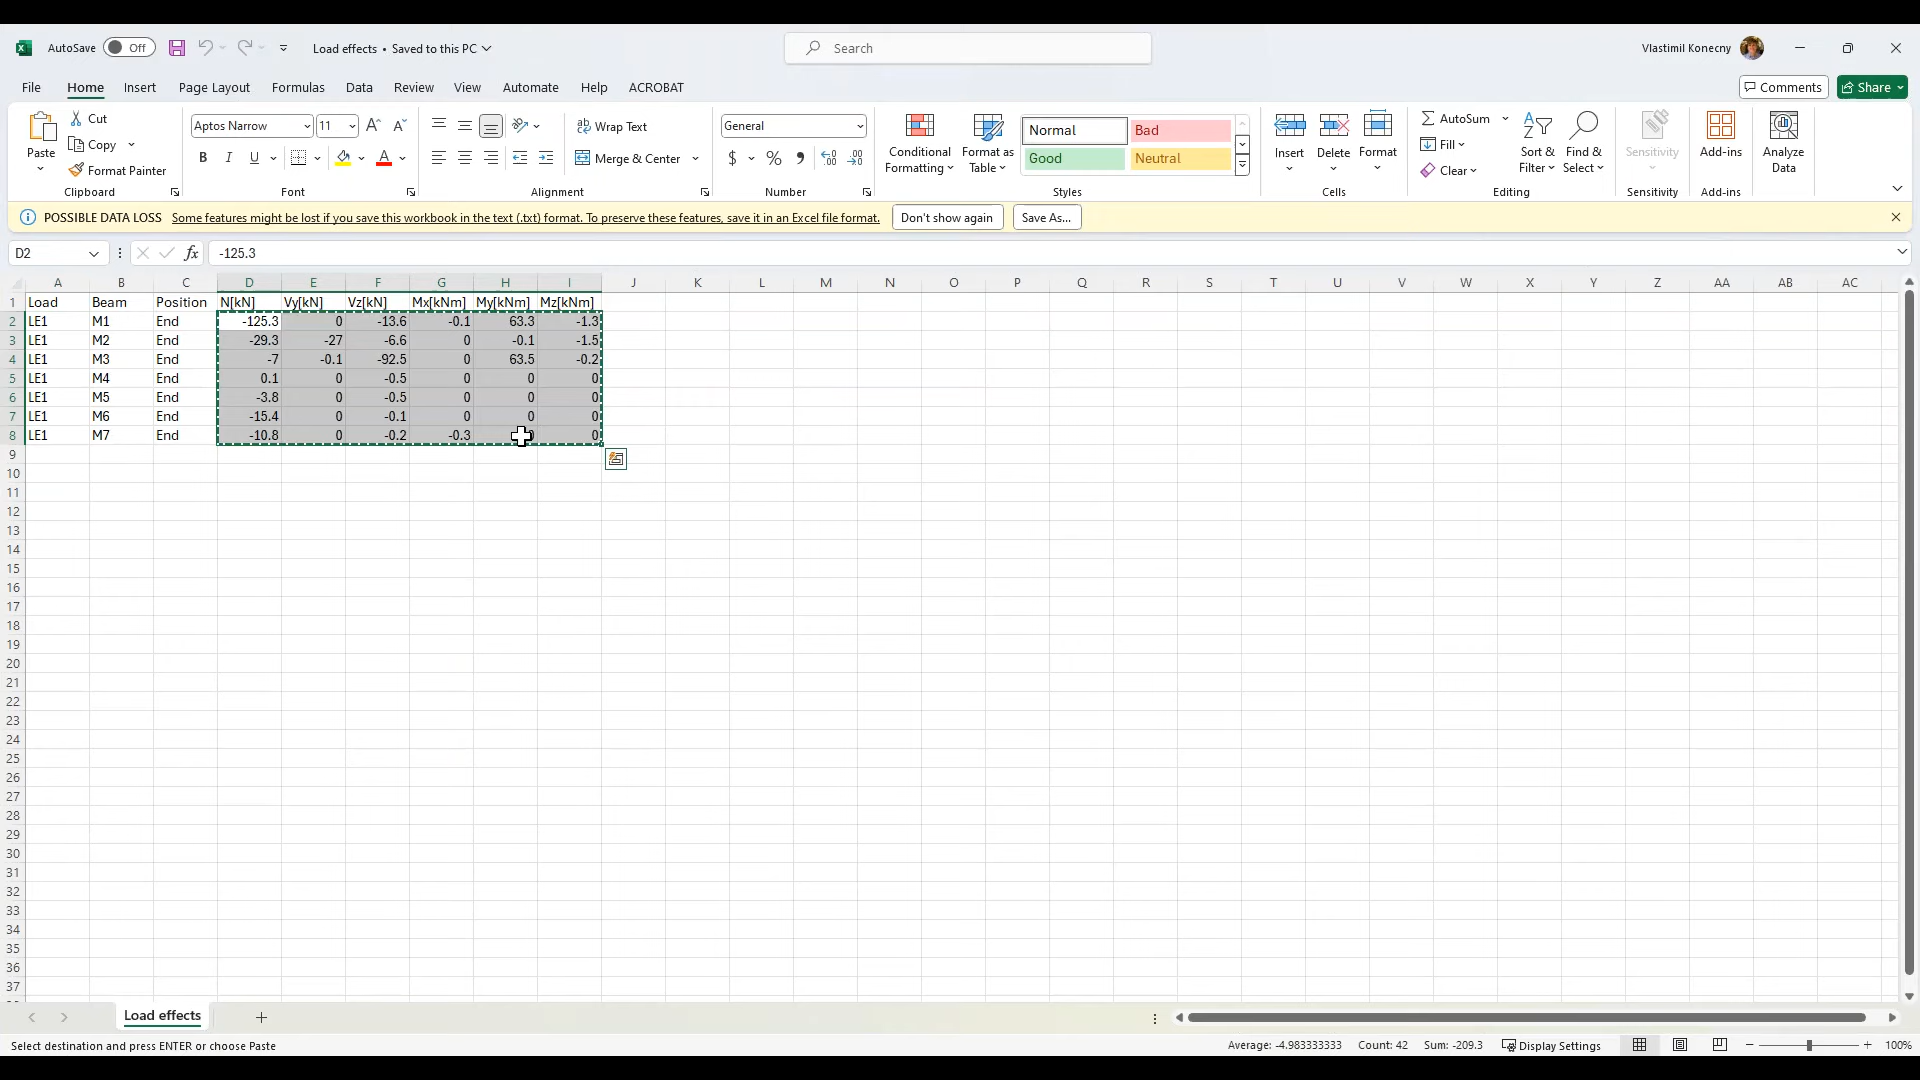 AutoSave Off Load effects • Saved to this PC Search Vlastimil Konecny
File Home Insert Page Layout Formulas Data Review View Automate Help ACROBAT Comments Share
Paste Cut Copy Format Painter Clipboard
Aptos Narrow 11 B I U A Font
Wrap Text Merge & Center Alignment
General $ % Number
Conditional Formatting Format as Table Normal Bad Good Neutral Styles
Insert Delete Format Cells
AutoSum Fill Clear Sort & Filter Find & Select Editing
Sensitivity Sensitivity
Add-ins Add-ins
Analyze Data
POSSIBLE DATA LOSS Some features might be lost if you save this workbook in the text (.txt) format. To preserve these features, save it in an Excel file format. Don't show again Save As...
D2 fx -125.3
A B C D E F G H I J K L M N O P Q R S T U V W X Y Z AA AB AC
1 Load Beam Position N[kN] Vy[kN] Vz[kN] Mx[kNm] My[kNm] Mz[kNm]
2 LE1 M1 End -125.3 0 -13.6 -0.1 63.3 -1.3
3 LE1 M2 End -29.3 -27 -6.6 0 -0.1 -1.5
4 LE1 M3 End -7 -0.1 -92.5 0 63.5 -0.2
5 LE1 M4 End 0.1 0 -0.5 0 0 0
6 LE1 M5 End -3.8 0 -0.5 0 0 0
7 LE1 M6 End -15.4 0 -0.1 0 0 0
8 LE1 M7 End -10.8 0 -0.2 -0.3 0
9
10
11
12
13
14
15
16
17
18
19
20
21
22
23
24
25
26
27
28
29
30
31
32
33
34
35
36
37
Load effects
Select destination and press ENTER or choose Paste Average: -4.983333333 Count: 42 Sum: -209.3 Display Settings 100%